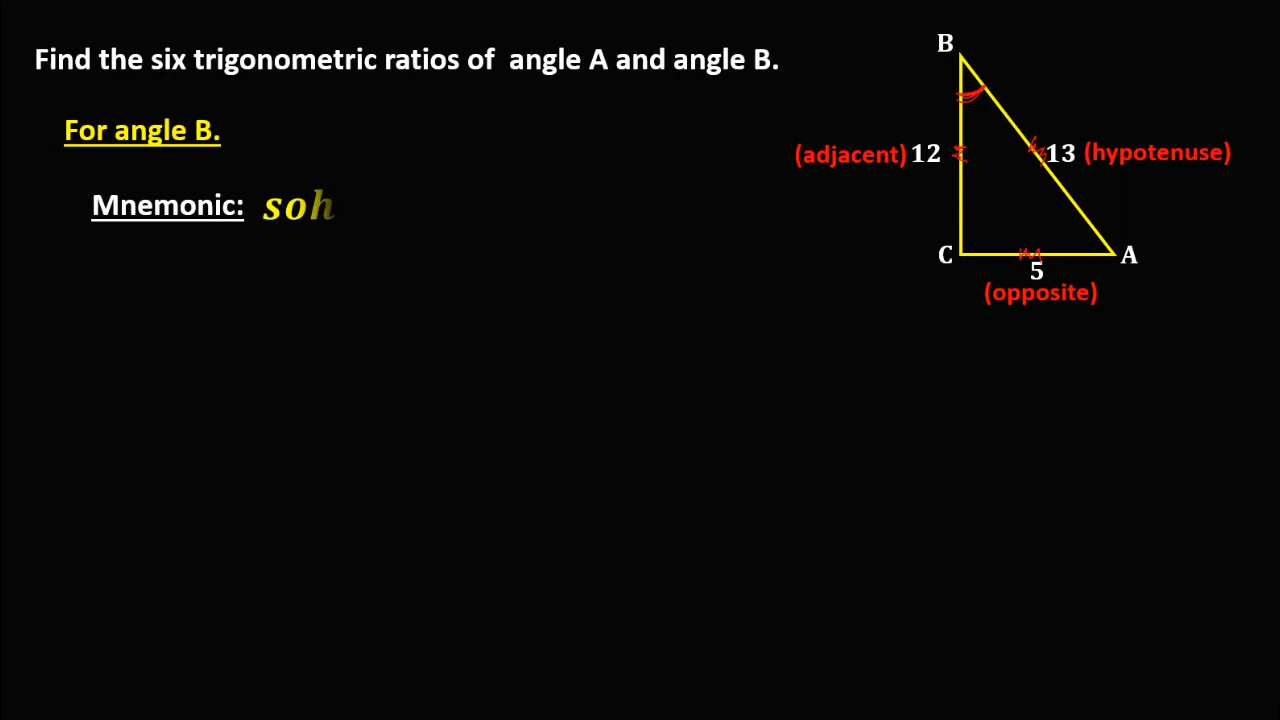 Find the six trigonometric ratios of angle A and angle B.
For angle B.
Mnemonic: soh
B
(adjacent) 12
13 (hypotenuse)
C
A
5
(opposite)